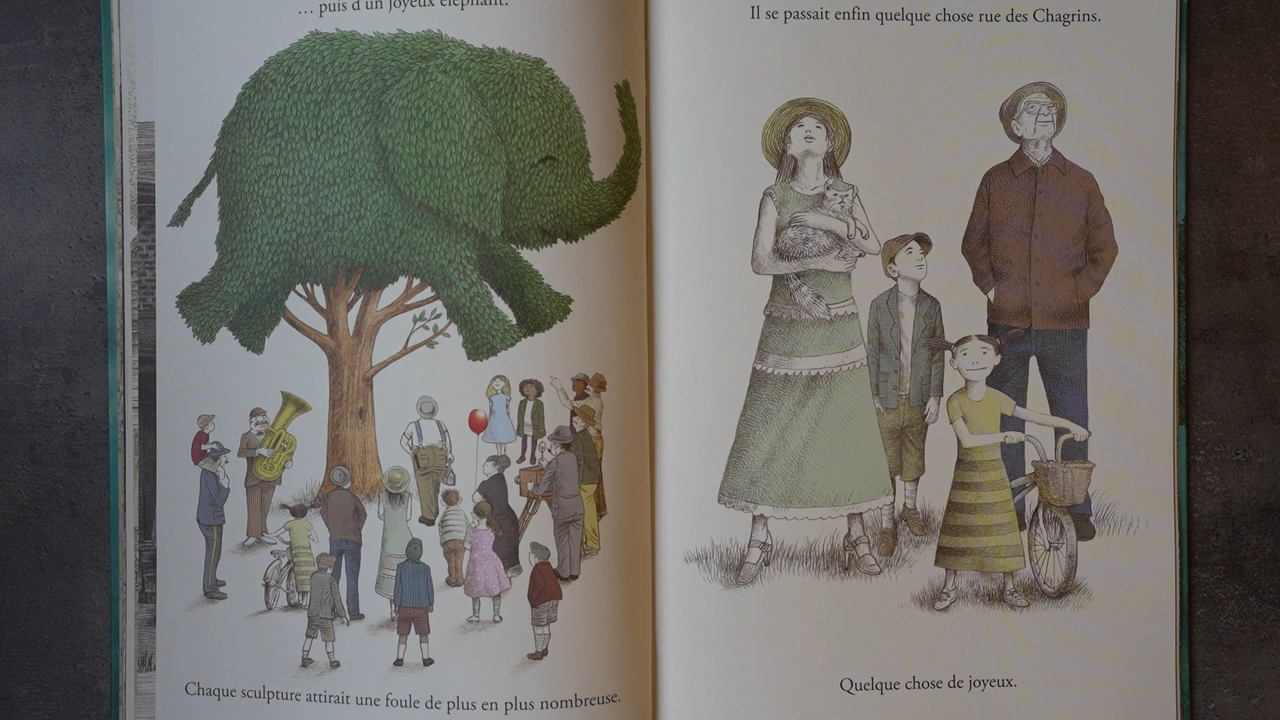 … puis d'un joyeux éléphant.
Chaque sculpture attirait une foule de plus en plus nombreuse.
Il se passait enfin quelque chose rue des Chagrins.
Quelque chose de joyeux.